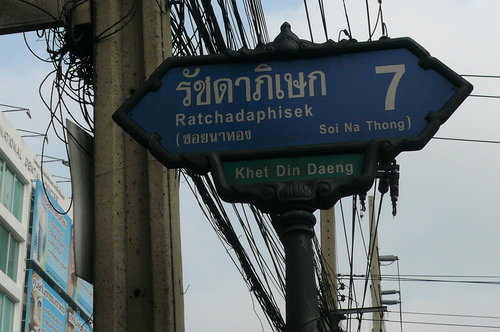 รัชดาภิเษก 7
Ratchadaphisek
(ซอยนาทอง Soi Na Thong)
Khet Din Daeng